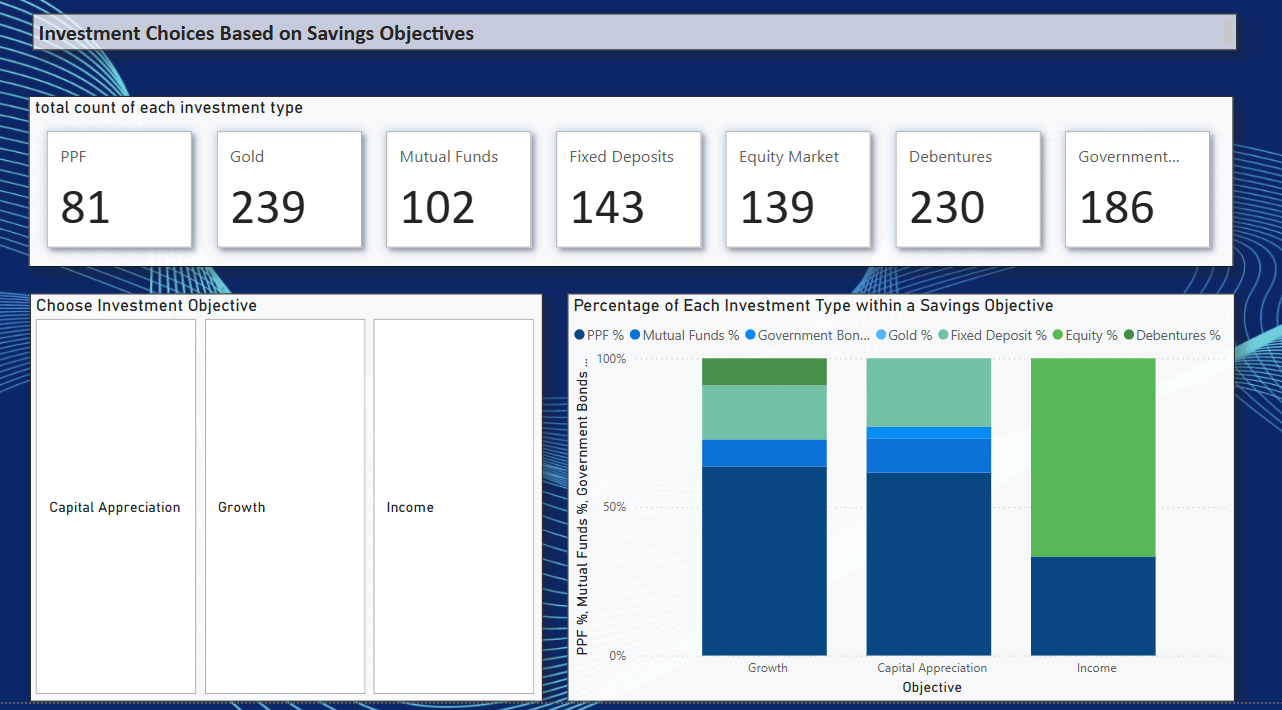 Investment Choices Based on Savings Objectives
total count of each investment type
PPF
81
Gold
239
Mutual Funds
102
Fixed Deposits
143
Equity Market
139
Debentures
230
Government...
186
Choose Investment Objective
Capital Appreciation
Growth
Income
Percentage of Each Investment Type within a Savings Objective
PPF % Mutual Funds % Government Bon... Gold % Fixed Deposit % Equity % Debentures %
PPF %, Mutual Funds %, Government Bonds ...
100%
50%
0%
Growth Capital Appreciation Income
Objective